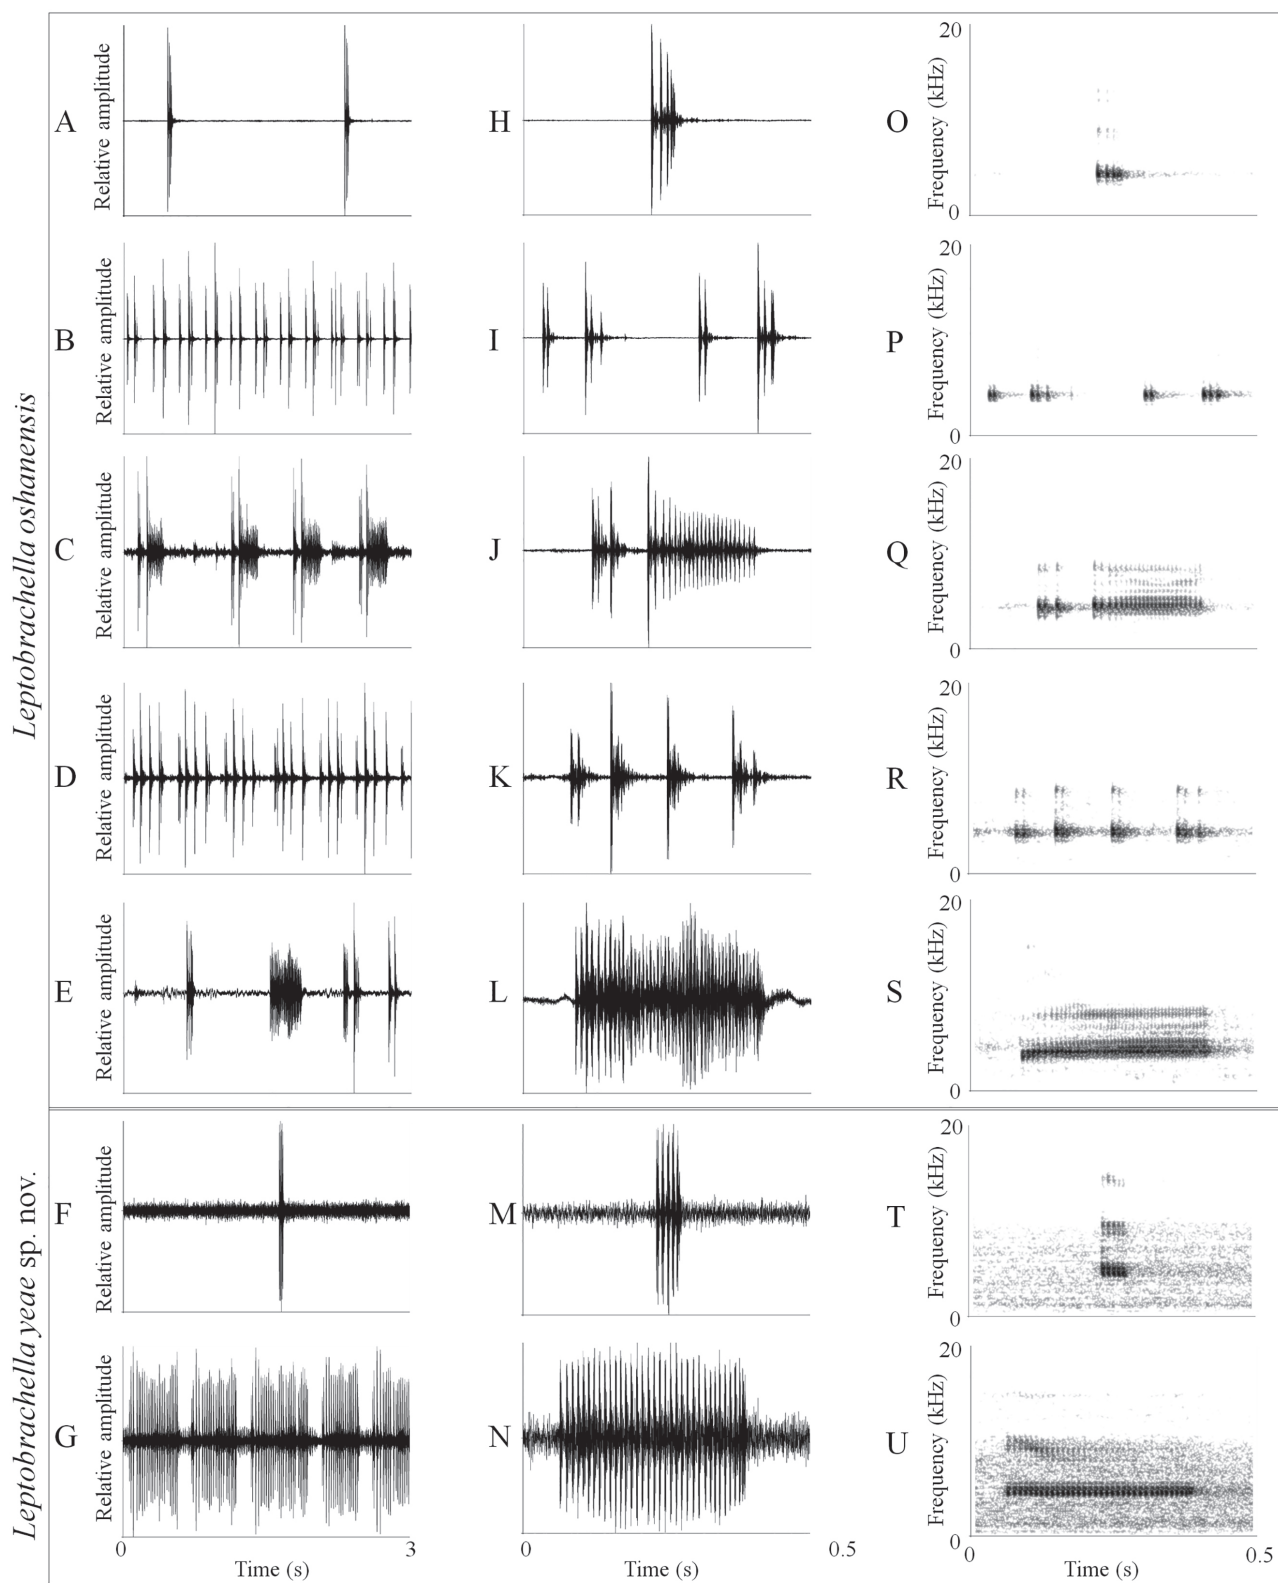 Leptobrachella oshanensis
A Relative amplitude H O Frequency (kHz) 20 0
B Relative amplitude I P Frequency (kHz) 20 0
C Relative amplitude J Q Frequency (kHz) 20 0
D Relative amplitude K R Frequency (kHz) 20 0
E Relative amplitude L S Frequency (kHz) 20 0
Leptobrachella yeae sp. nov.
F Relative amplitude M T Frequency (kHz) 20 0
G Relative amplitude N U Frequency (kHz) 20 0
0 3 0 0.5 0 0.5
Time (s) Time (s) Time (s)